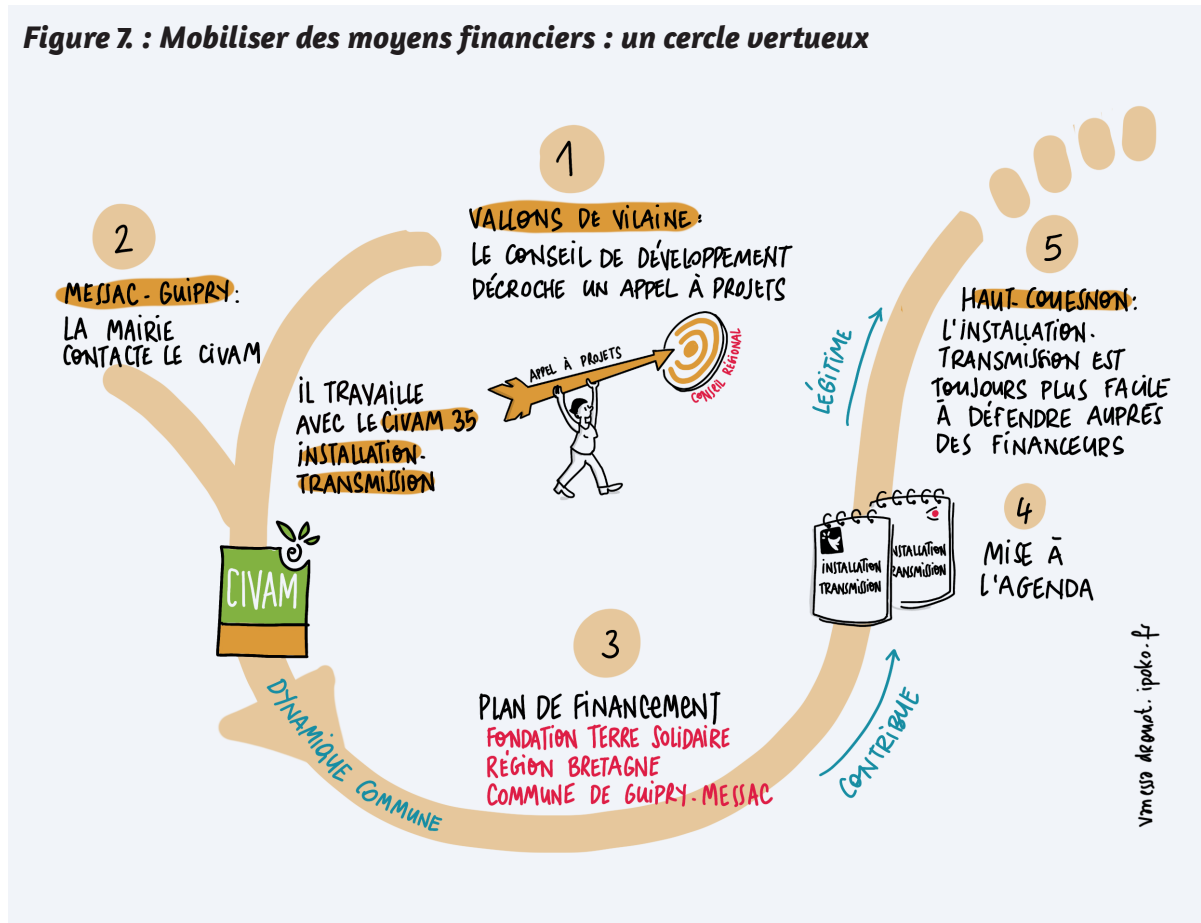 Figure 7. : Mobiliser des moyens financiers : un cercle vertueux
1
VALLONS DE VILAINE :
LE CONSEIL DE DÉVELOPPEMENT
DÉCROCHE UN APPEL À PROJETS
2
MESSAC-GUIPRY :
LA MAIRIE
CONTACTE LE CIVAM
IL TRAVAILLE
AVEC LE CIVAM 35
INSTALLATION-
TRANSMISSION
APPEL À PROJETS
CONSEIL RÉGIONAL
CIVAM
DYNAMIQUE COMMUNE
3
PLAN DE FINANCEMENT
FONDATION TERRE SOLIDAIRE
RÉGION BRETAGNE
COMMUNE DE GUIPRY-MESSAC
CONTRIBUE
4
MISE À
L'AGENDA
INSTALLATION
TRANSMISSION
NSTALLATION
RANSMISSION
LÉGITIME
5
HAUT-COUESNON :
L'INSTALLATION-
TRANSMISSION EST
TOUJOURS PLUS FACILE
À DÉFENDRE AUPRÈS
DES FINANCEURS
vanessa drouot. ipoko.fr